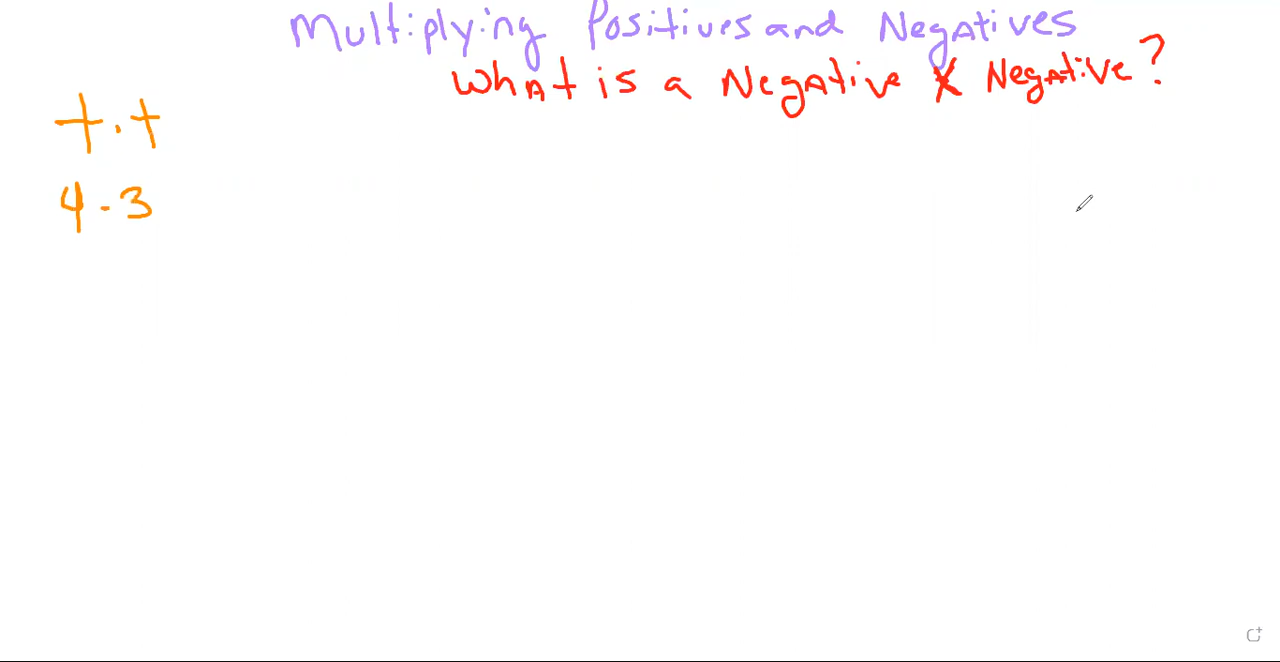 Multiplying Positives and Negatives
What is a Negative x Negative?
+ · +
4 · 3